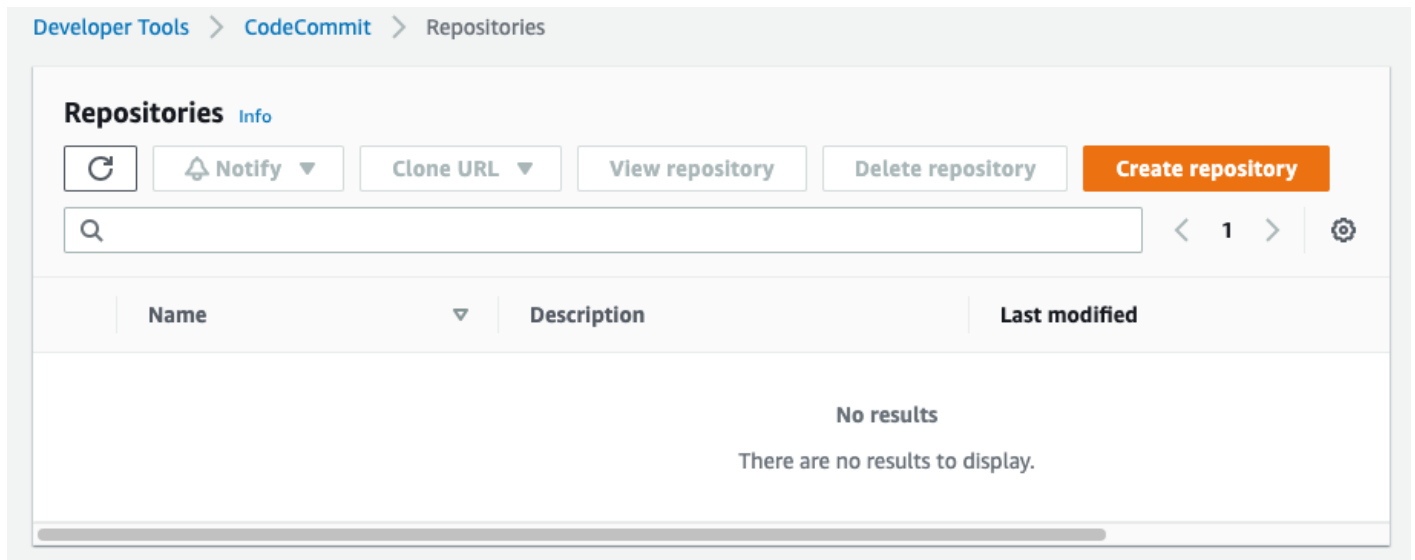 Developer Tools > CodeCommit > Repositories
Repositories Info
Notify Clone URL View repository Delete repository Create repository
1
Name Description Last modified
No results
There are no results to display.